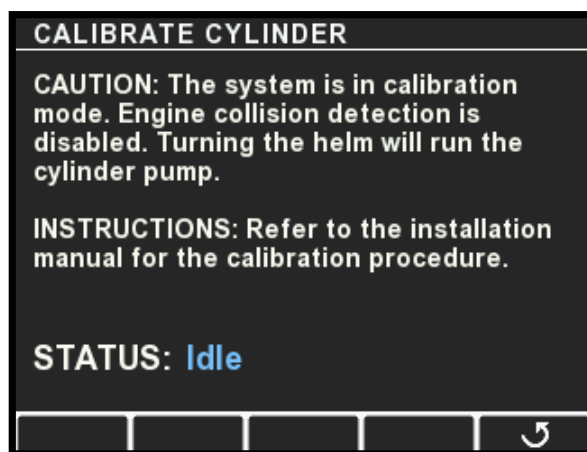 CALIBRATE CYLINDER
CAUTION: The system is in calibration
mode. Engine collision detection is
disabled. Turning the helm will run the
cylinder pump.
INSTRUCTIONS: Refer to the installation
manual for the calibration procedure.
STATUS: Idle